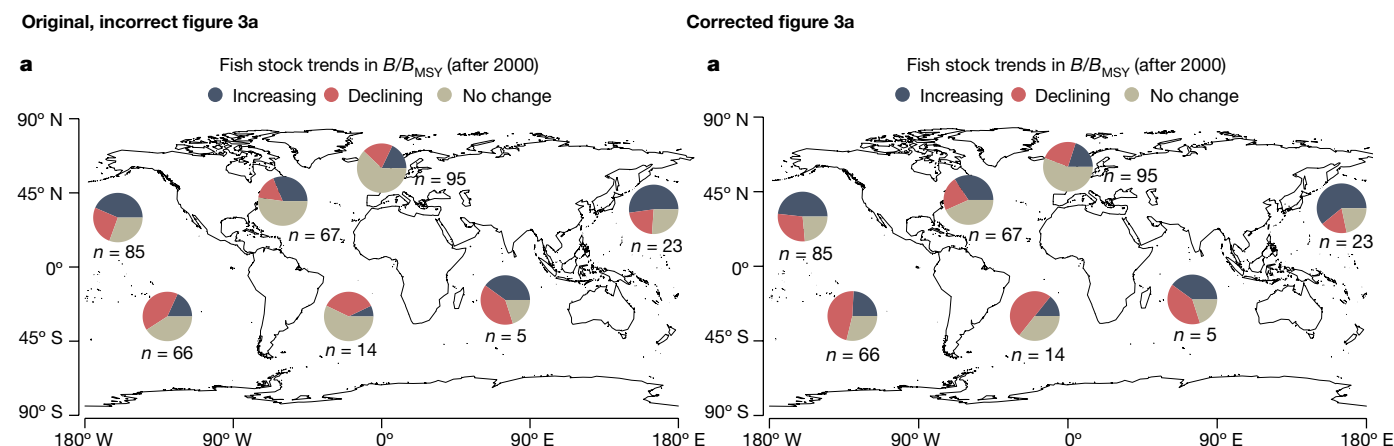 Original, incorrect figure 3a
a
Fish stock trends in B/BMSY (after 2000)
Increasing Declining No change
90° N
45° N
0°
45° S
90° S
n = 95
n = 67
n = 85
n = 23
n = 5
n = 66
n = 14
180° W 90° W 0° 90° E 180° E
Corrected figure 3a
a
Fish stock trends in B/BMSY (after 2000)
Increasing Declining No change
90° N
45° N
0°
45° S
90° S
n = 95
n = 67
n = 85
n = 23
n = 5
n = 66
n = 14
180° W 90° W 0° 90° E 180° E